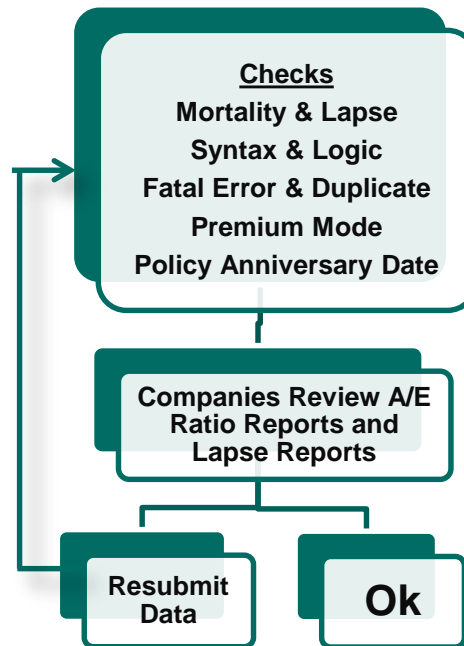 Checks
Mortality & Lapse
Syntax & Logic
Fatal Error & Duplicate
Premium Mode
Policy Anniversary Date
Companies Review A/E
Ratio Reports and
Lapse Reports
Resubmit
Data
Ok